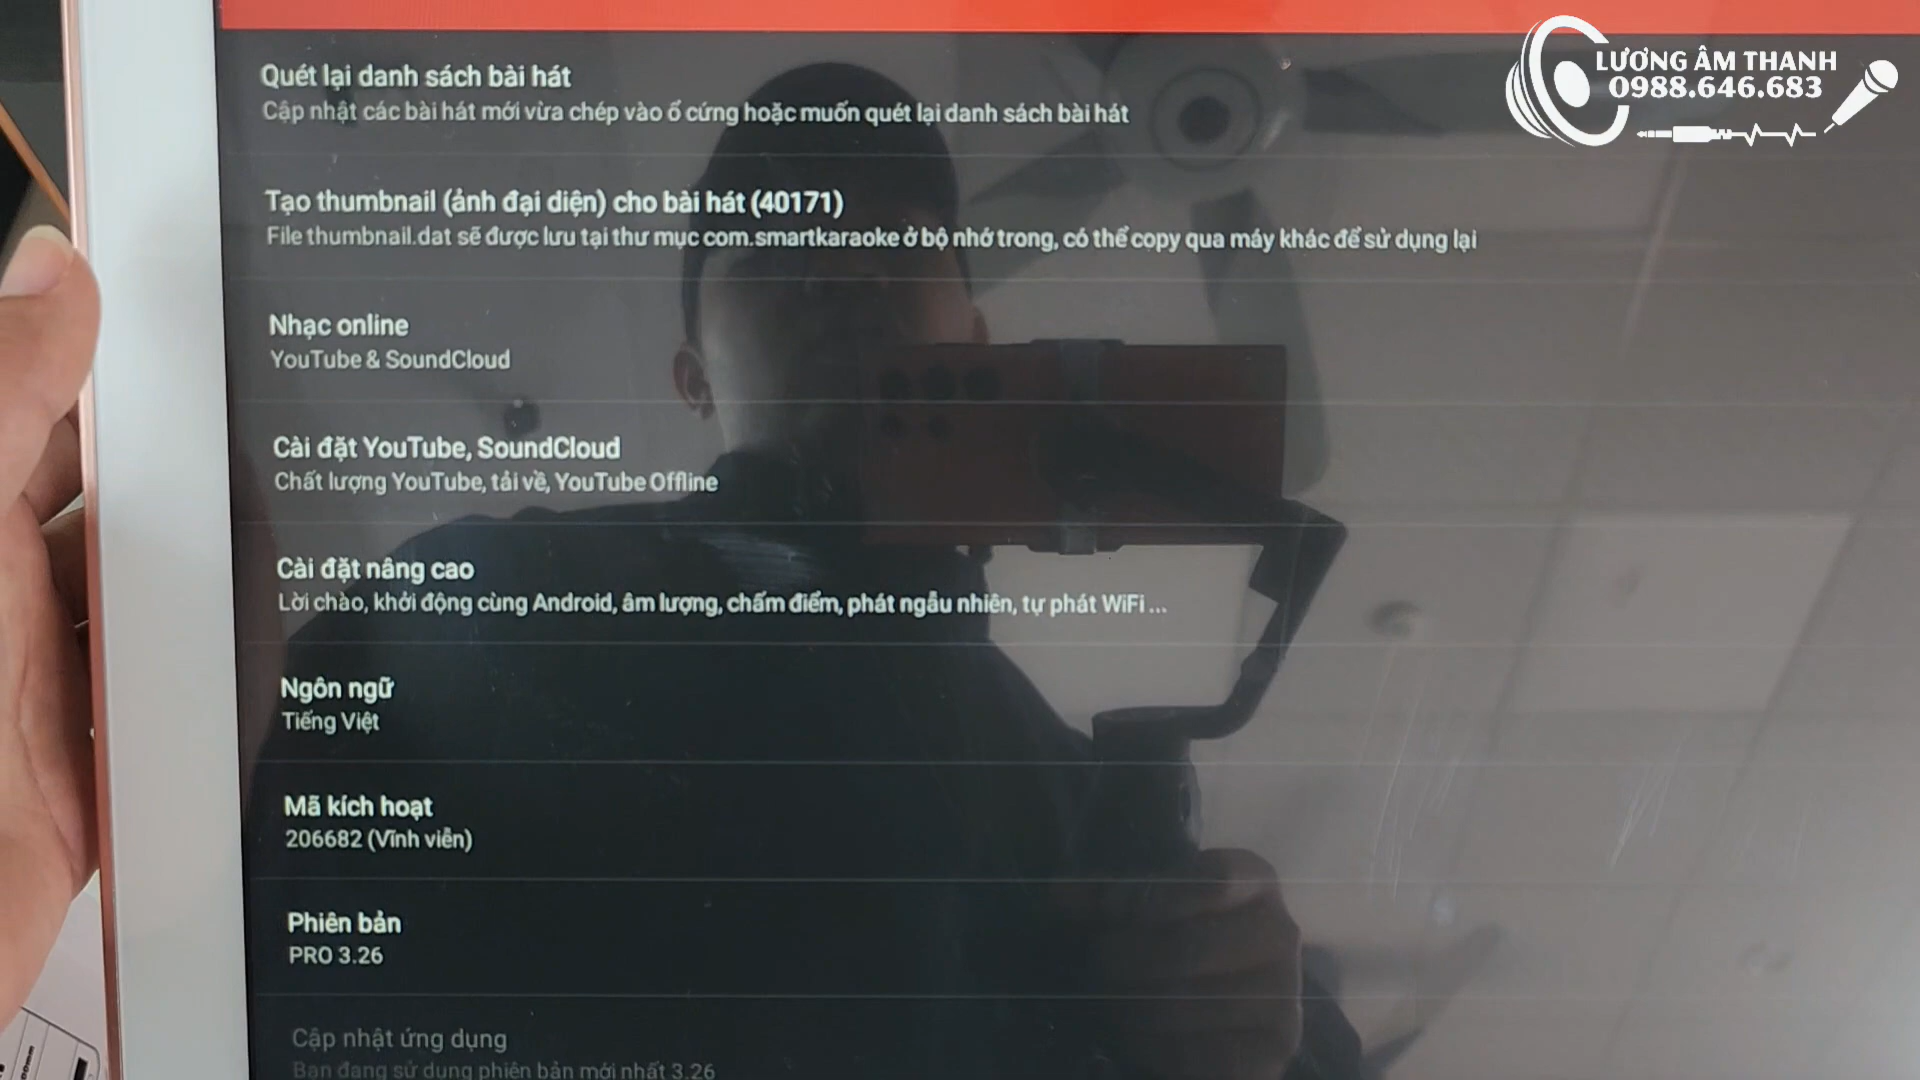 LƯƠNG ÂM THANH
0988.646.683
Quét lại danh sách bài hát
Cập nhật các bài hát mới vừa chép vào ổ cứng hoặc muốn quét lại danh sách bài hát
Tạo thumbnail (ảnh đại diện) cho bài hát (40171)
File thumbnail.dat sẽ được lưu tại thư mục com.smartkaraoke ở bộ nhớ trong, có thể copy qua máy khác để sử dụng lại
Nhạc online
YouTube & SoundCloud
Cài đặt YouTube, SoundCloud
Chất lượng YouTube, tải về, YouTube Offline
Cài đặt nâng cao
Lời chào, khởi động cùng Android, âm lượng, chấm điểm, phát ngẫu nhiên, tự phát WiFi...
Ngôn ngữ
Tiếng Việt
Mã kích hoạt
206682 (Vĩnh viễn)
Phiên bản
PRO 3.26
Cập nhật ứng dụng
Bạn đang sử dụng phiên bản mới nhất 3.26